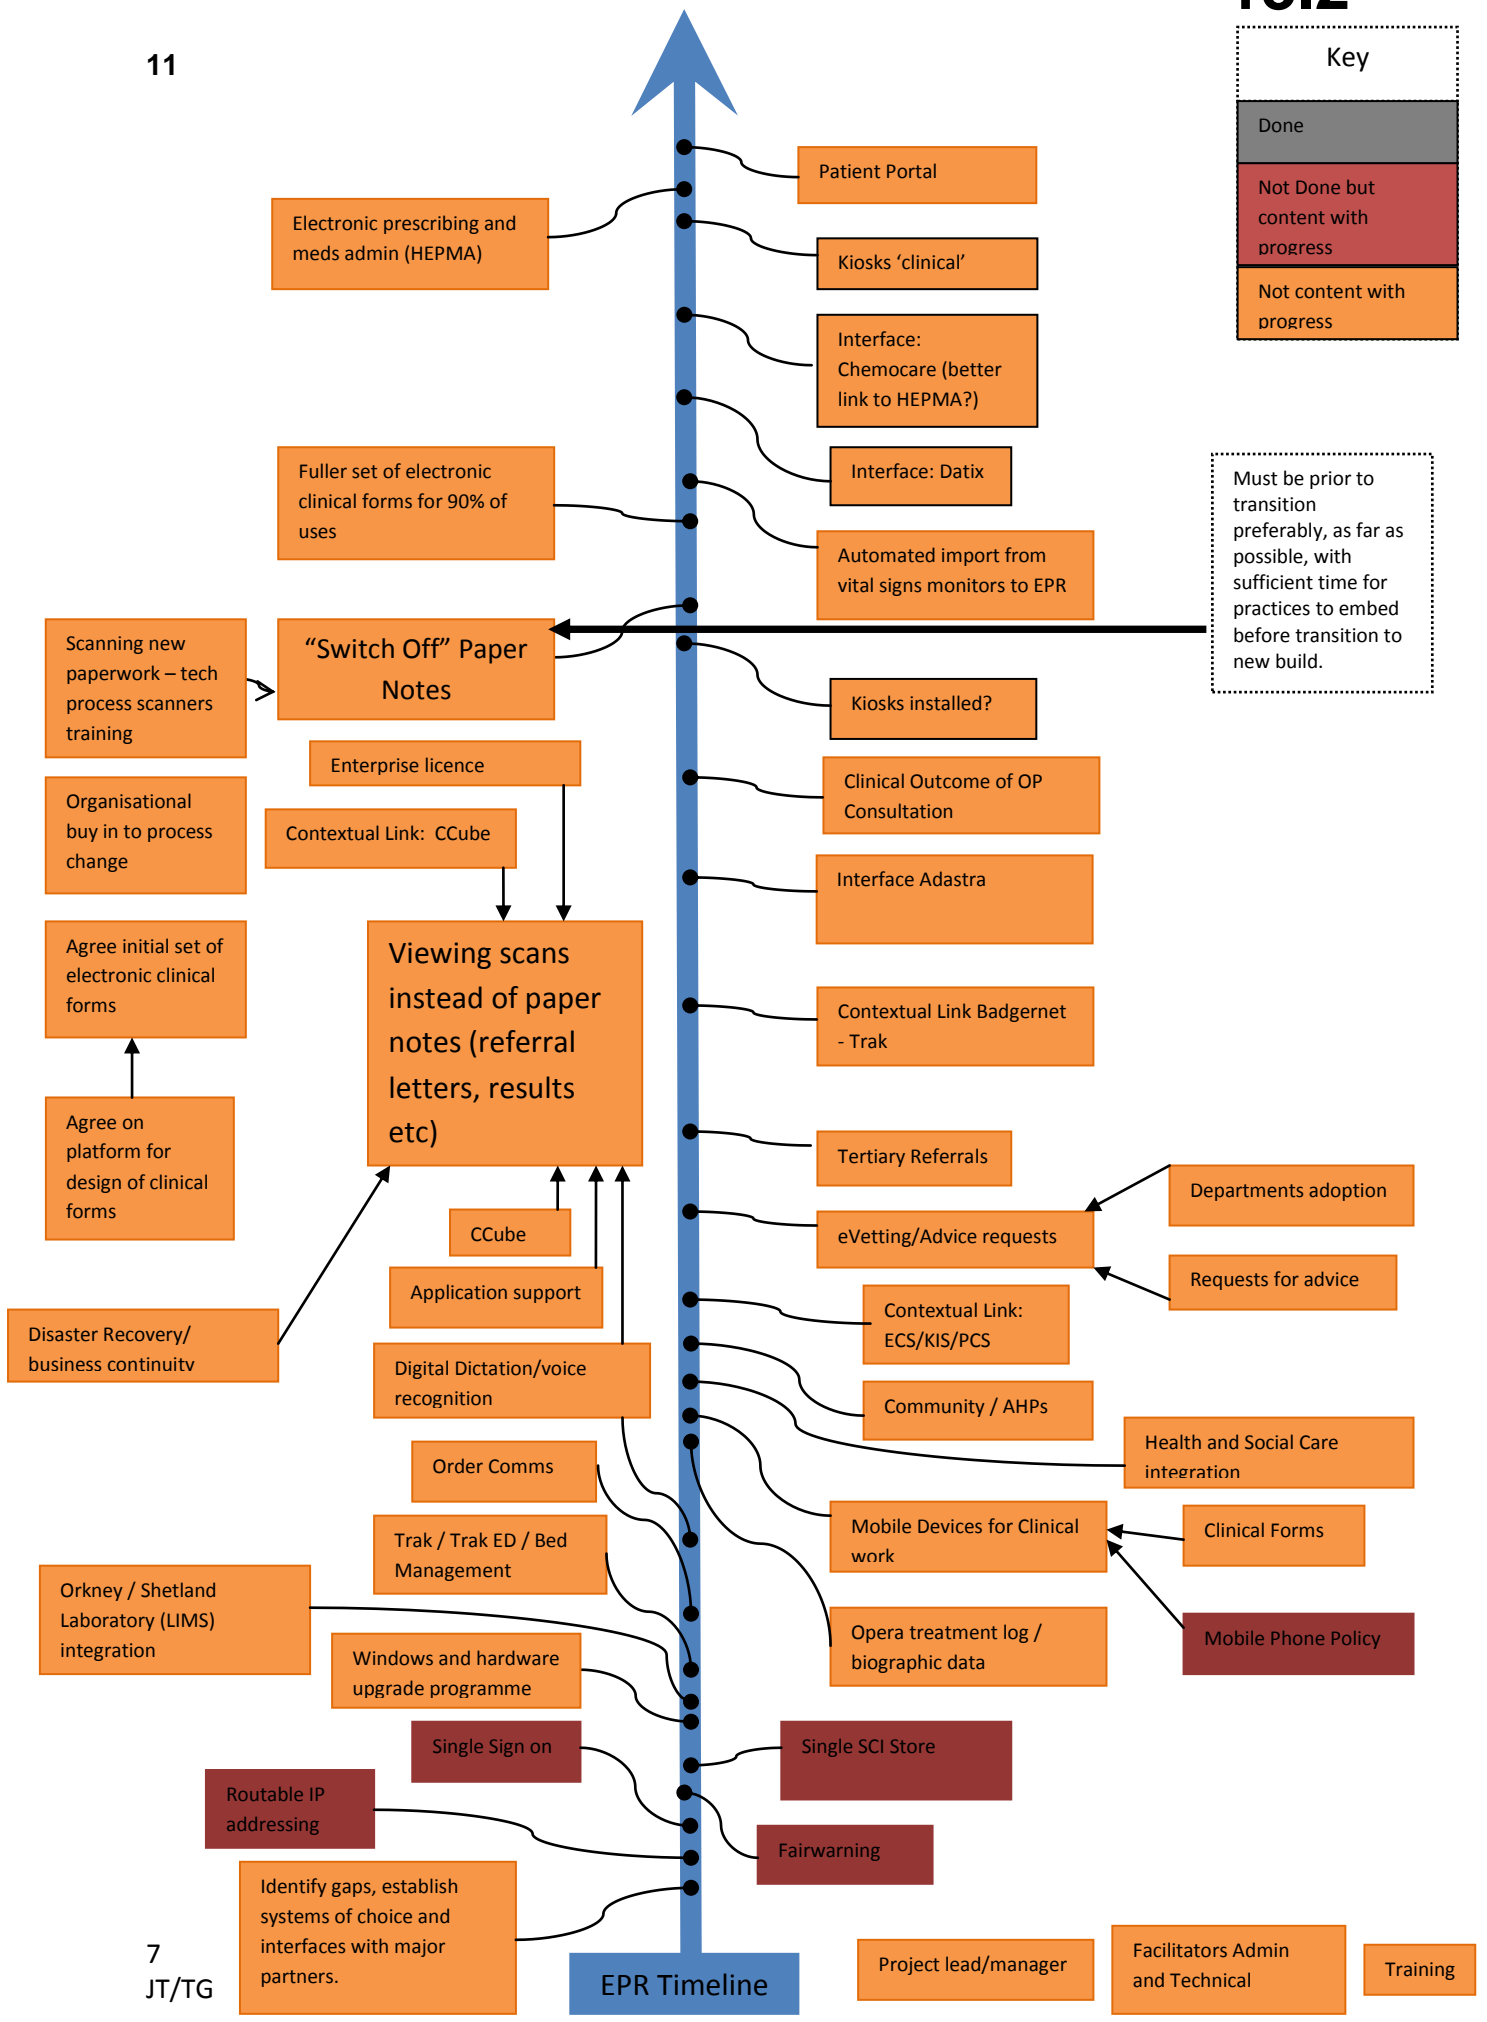 11
Key
Done
Not Done but
content with
progress
Not content with
progress
Patient Portal
Electronic prescribing and
meds admin (HEPMA)
Kiosks ‘clinical’
Interface:
Chemocare (better
link to HEPMA?)
Interface: Datix
Fuller set of electronic
clinical forms for 90% of
uses
Must be prior to
transition
preferably, as far as
possible, with
sufficient time for
practices to embed
before transition to
new build.
Automated import from
vital signs monitors to EPR
Scanning new
paperwork – tech
process scanners
training
“Switch Off” Paper
Notes
Kiosks installed?
Enterprise licence
Clinical Outcome of OP
Consultation
Organisational
buy in to process
change
Contextual Link:  CCube
Interface Adastra
Agree initial set of
electronic clinical
forms
Viewing scans
instead of paper
notes (referral
letters, results
etc)
Contextual Link Badgernet
- Trak
Agree on
platform for
design of clinical
forms
Tertiary Referrals
Departments adoption
CCube
eVetting/Advice requests
Application support
Requests for advice
Disaster Recovery/
business continuity
Contextual Link:
ECS/KIS/PCS
Digital Dictation/voice
recognition
Community / AHPs
Health and Social Care
integration
Order Comms
Trak / Trak ED / Bed
Management
Mobile Devices for Clinical
work
Clinical Forms
Orkney / Shetland
Laboratory (LIMS)
integration
Opera treatment log /
biographic data
Mobile Phone Policy
Windows and hardware
upgrade programme
Single Sign on
Single SCI Store
Routable IP
addressing
Fairwarning
Identify gaps, establish
systems of choice and
interfaces with major
partners.
7
JT/TG
EPR Timeline
Project lead/manager
Facilitators Admin
and Technical
Training